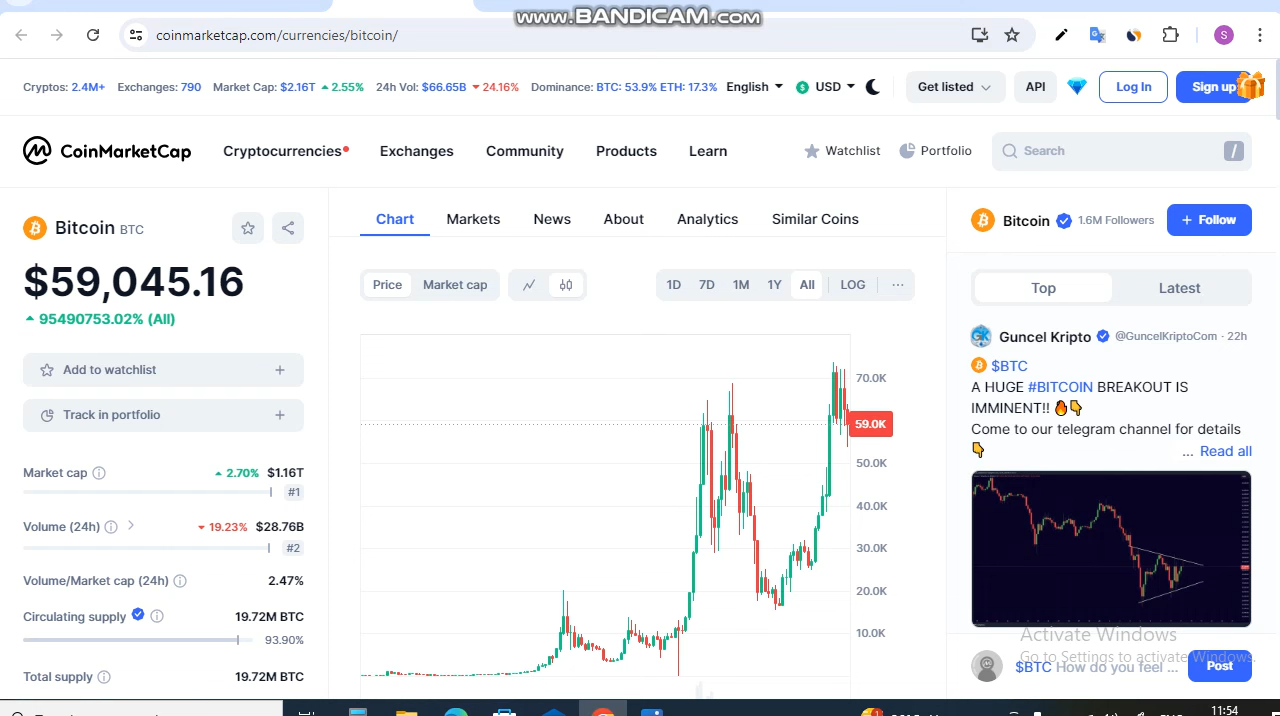 www.BANDICAM.com
coinmarketcap.com/currencies/bitcoin/
S
Cryptos: 2.4M+ Exchanges: 790 Market Cap: $2.16T 2.55% 24h Vol: $66.65B 24.16% Dominance: BTC: 53.9% ETH: 17.3% English USD Get listed API Log In Sign up
CoinMarketCap Cryptocurrencies Exchanges Community Products Learn Watchlist Portfolio Search /
Bitcoin BTC
$59,045.16
95490753.02% (All)
Add to watchlist +
Track in portfolio +
Market cap 2.70% $1.16T
#1
Volume (24h) 19.23% $28.76B
#2
Volume/Market cap (24h) 2.47%
Circulating supply 19.72M BTC
93.90%
Total supply 19.72M BTC
Chart Markets News About Analytics Similar Coins
Price Market cap 1D 7D 1M 1Y All LOG ...
70.0K
59.0K
50.0K
40.0K
30.0K
20.0K
10.0K
Bitcoin 1.6M Followers + Follow
Top Latest
Guncel Kripto @GuncelKriptoCom · 22h
$BTC
A HUGE #BITCOIN BREAKOUT IS
IMMINENT!! 🔥👇
Come to our telegram channel for details
👇 ... Read all
Activate Windows
Go to Settings to activate Windows.
$BTC How do you feel ... Post
11:54